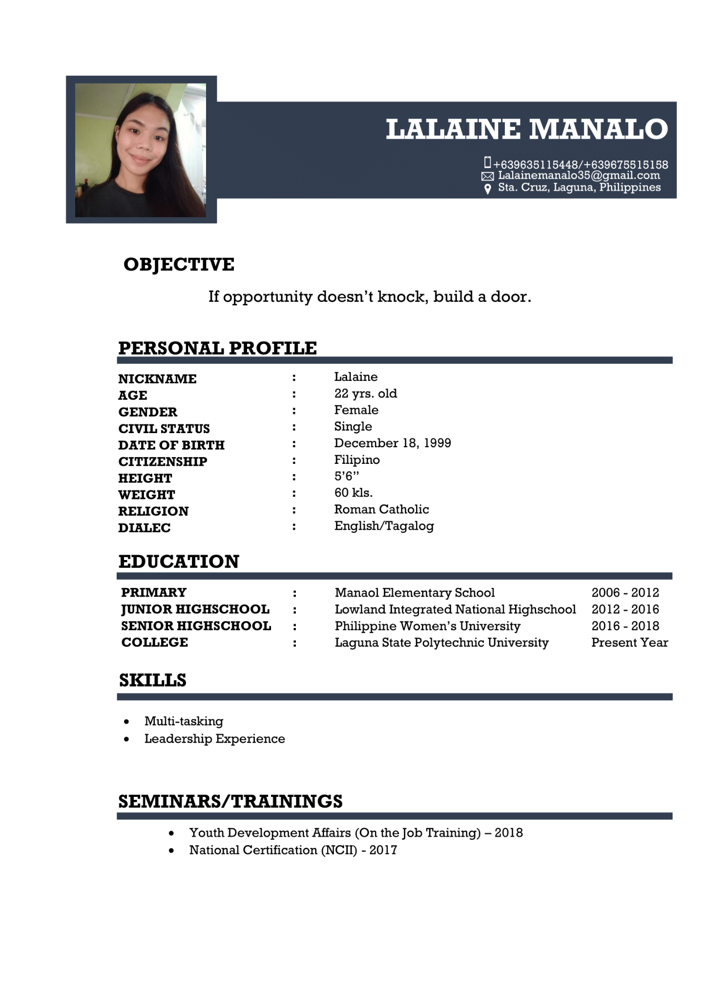 LALAINE MANALO
+639635115448/+639675515158
Lalainemanalo35@gmail.com
Sta. Cruz, Laguna, Philippines
OBJECTIVE
If opportunity doesn’t knock, build a door.
PERSONAL PROFILE
NICKNAME : Lalaine
AGE : 22 yrs. old
GENDER : Female
CIVIL STATUS : Single
DATE OF BIRTH : December 18, 1999
CITIZENSHIP : Filipino
HEIGHT : 5’6”
WEIGHT : 60 kls.
RELIGION : Roman Catholic
DIALEC : English/Tagalog
EDUCATION
PRIMARY : Manaol Elementary School 2006 - 2012
JUNIOR HIGHSCHOOL : Lowland Integrated National Highschool 2012 - 2016
SENIOR HIGHSCHOOL : Philippine Women’s University 2016 - 2018
COLLEGE : Laguna State Polytechnic University Present Year
SKILLS
• Multi-tasking
• Leadership Experience
SEMINARS/TRAININGS
• Youth Development Affairs (On the Job Training) – 2018
• National Certification (NCII) - 2017